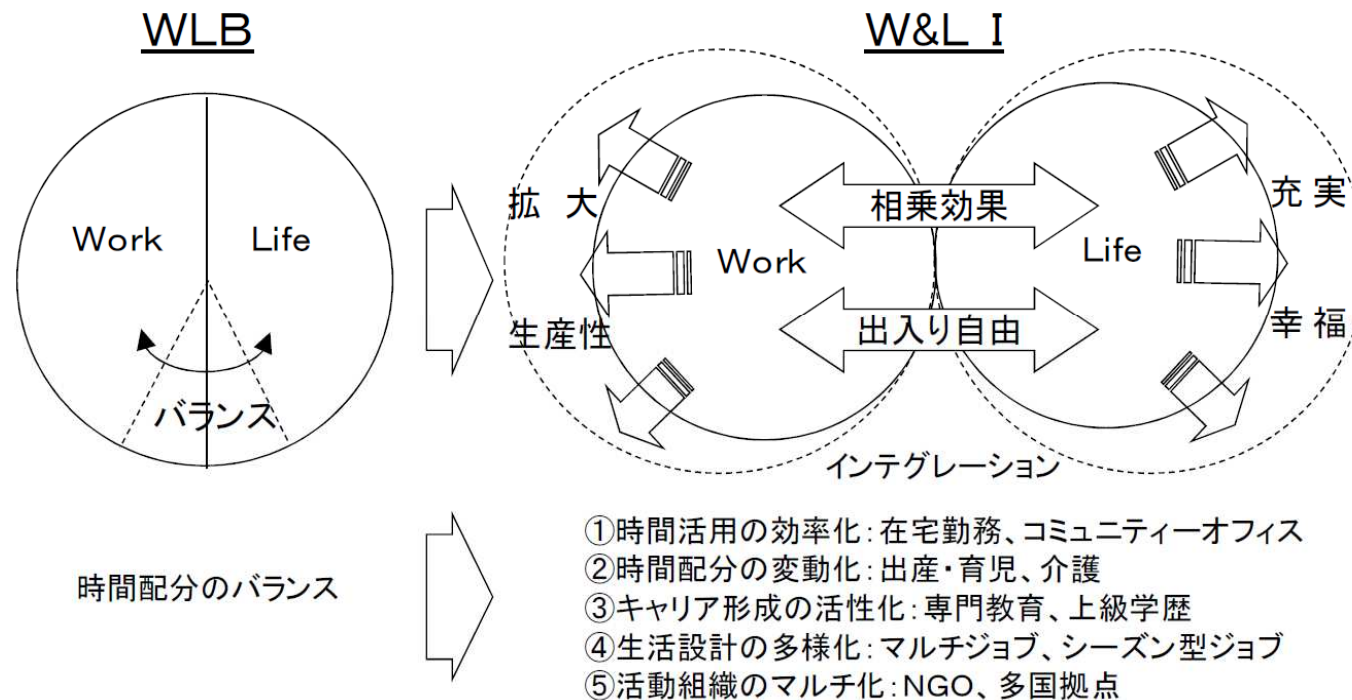 WLB
W&L I
Work
Life
バランス
拡 大
生産性
Work
相乗効果
出入り自由
Life
充 実
幸 福
インテグレーション
時間配分のバランス
①時間活用の効率化：在宅勤務、コミュニティーオフィス
②時間配分の変動化：出産・育児、介護
③キャリア形成の活性化：専門教育、上級学歴
④生活設計の多様化：マルチジョブ、シーズン型ジョブ
⑤活動組織のマルチ化：NGO、多国拠点